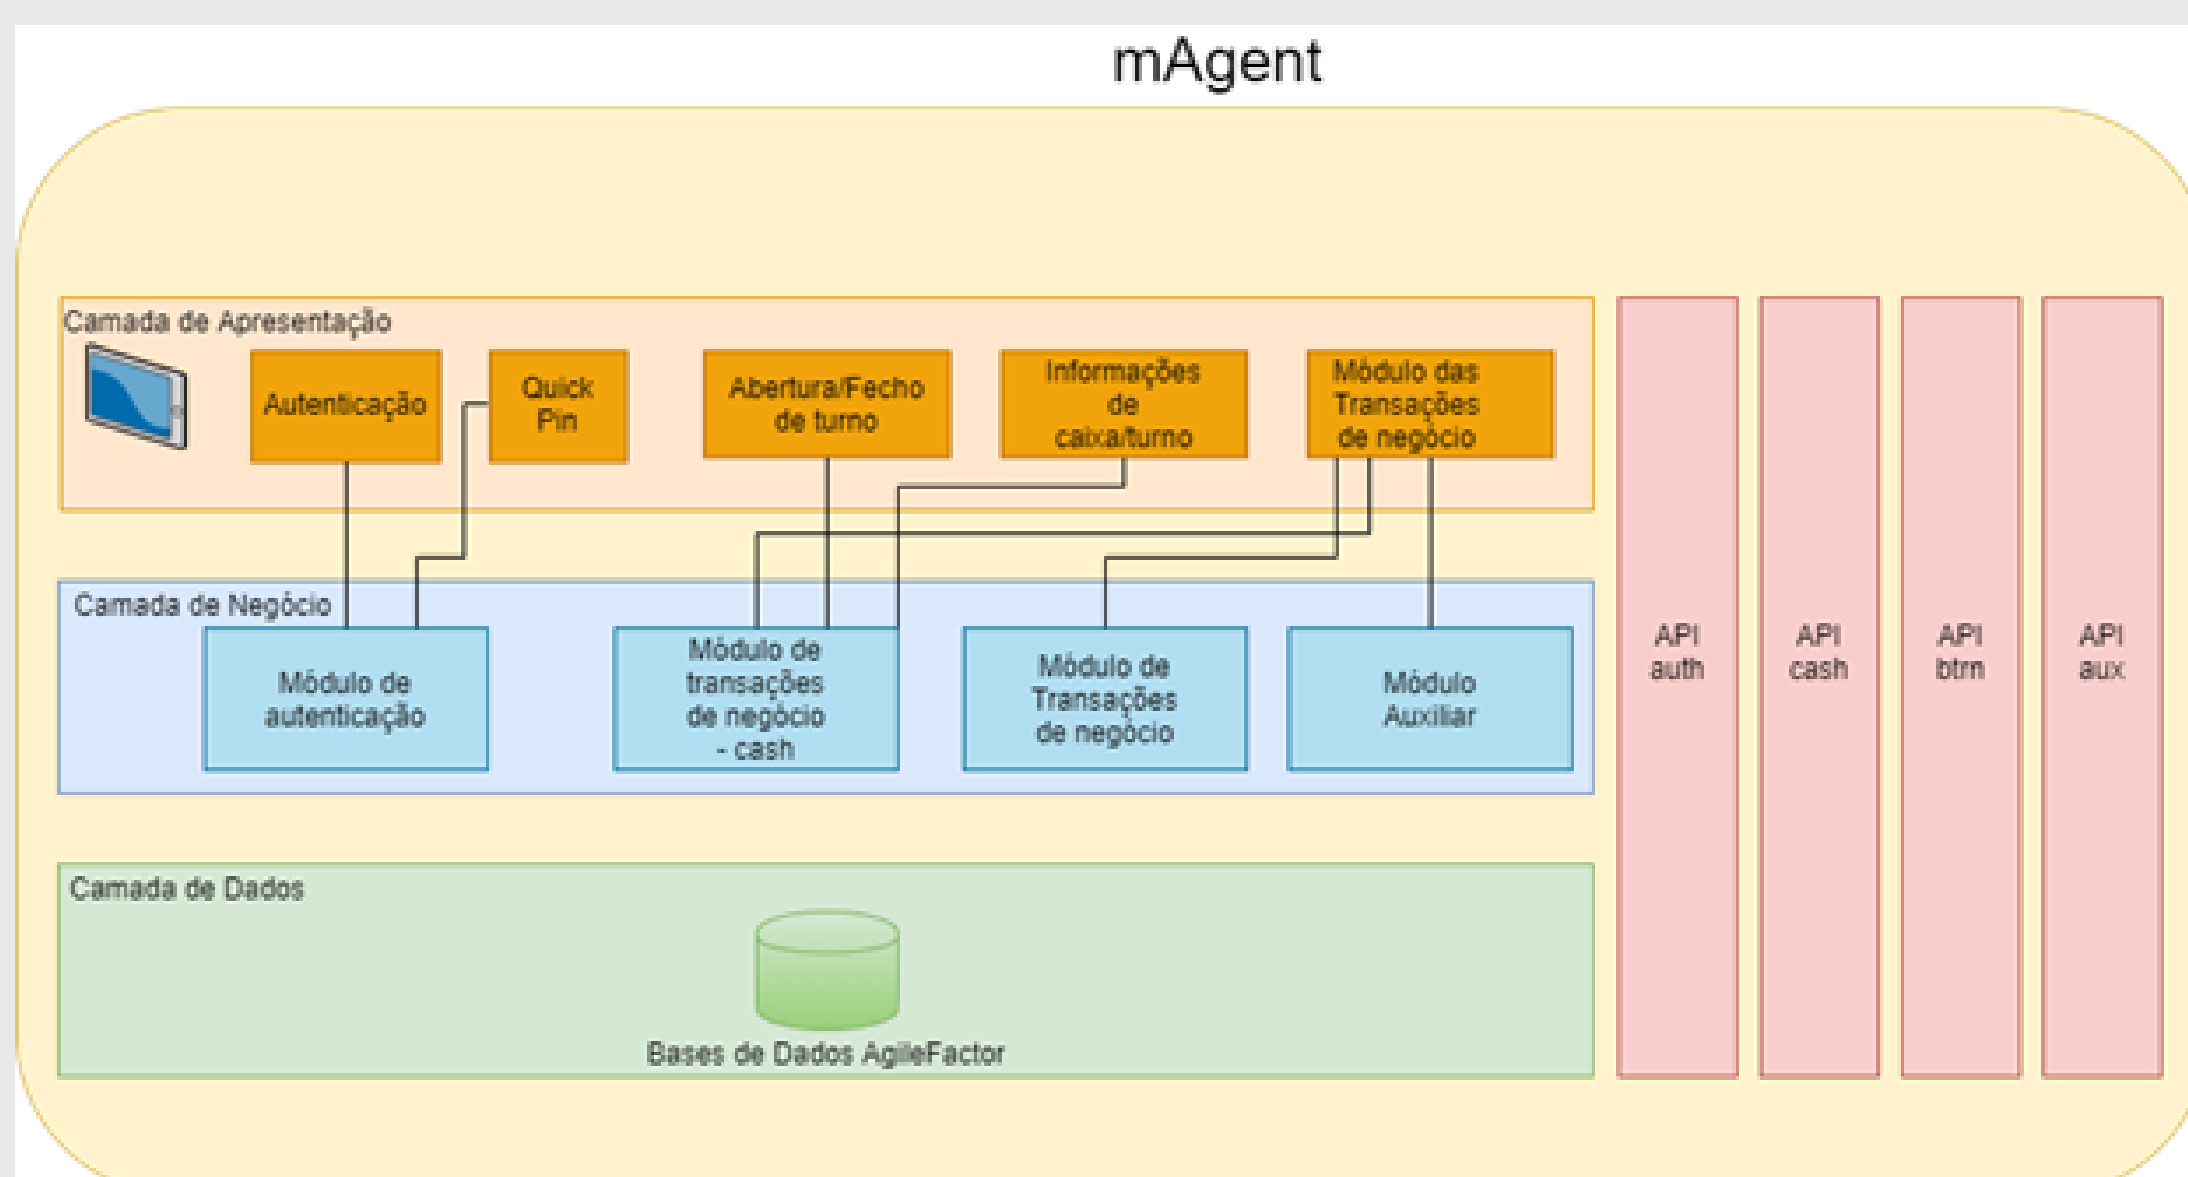 mAgent
Camada de Apresentação
Autenticação
Quick
Pin
Abertura/Fecho
de turno
Informações
de
caixa/turno
Módulo das
Transações
de negócio
Camada de Negócio
Módulo de
autenticação
Módulo de
transações
de negócio
- cash
Módulo de
Transações
de negócio
Módulo
Auxiliar
API
auth
API
cash
API
btrn
API
aux
Camada de Dados
Bases de Dados AgileFactor